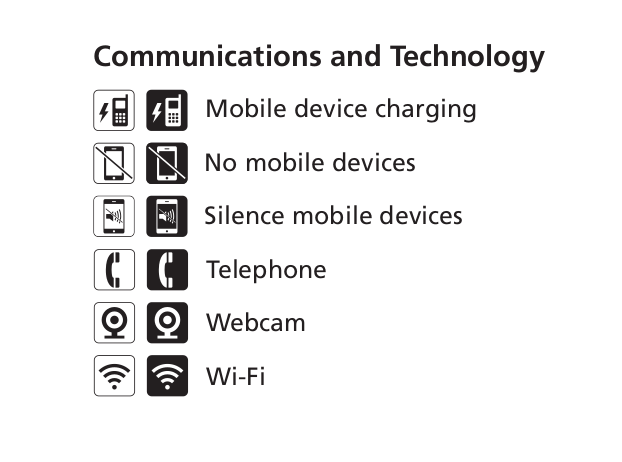 Communications and Technology
Mobile device charging
No mobile devices
Silence mobile devices
Telephone
Webcam
Wi-Fi